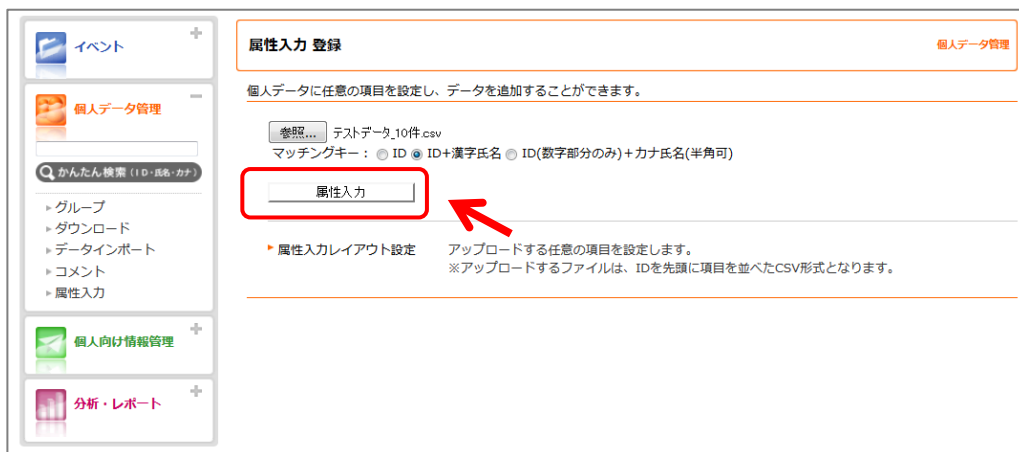 イベント
個人データ管理
かんたん検索 (ID・氏名・カナ)
グループ
ダウンロード
データインポート
コメント
属性入力
個人向け情報管理
分析・レポート
属性入力 登録
個人データ管理
個人データに任意の項目を設定し、データを追加することができます。
参照... テストデータ_10件.csv
マッチングキー： ID ID+漢字氏名 ID(数字部分のみ)+カナ氏名(半角可)
属性入力
属性入力レイアウト設定 アップロードする任意の項目を設定します。
※アップロードするファイルは、IDを先頭に項目を並べたCSV形式となります。